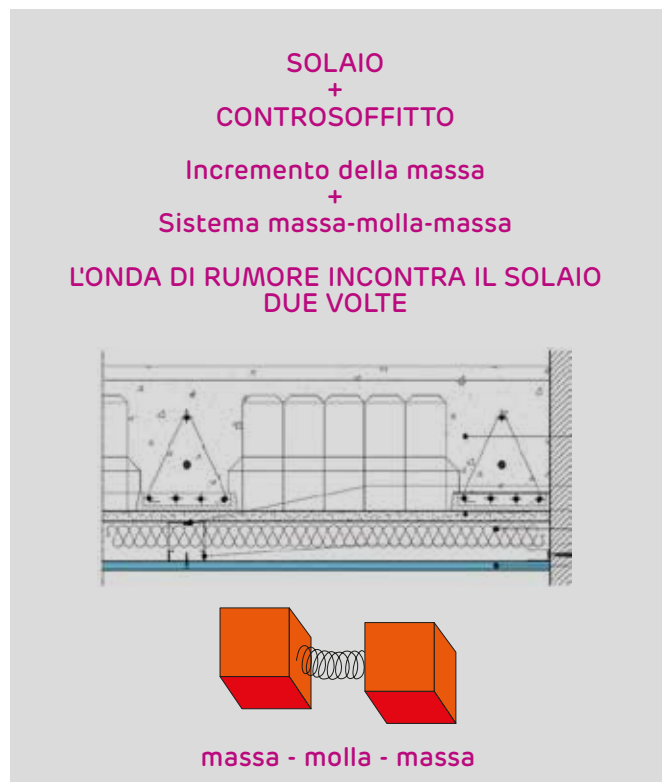 SOLAIO
+
CONTROSOFFITTO
Incremento della massa
+
Sistema massa-molla-massa
L'ONDA DI RUMORE INCONTRA IL SOLAIO
DUE VOLTE
massa - molla - massa